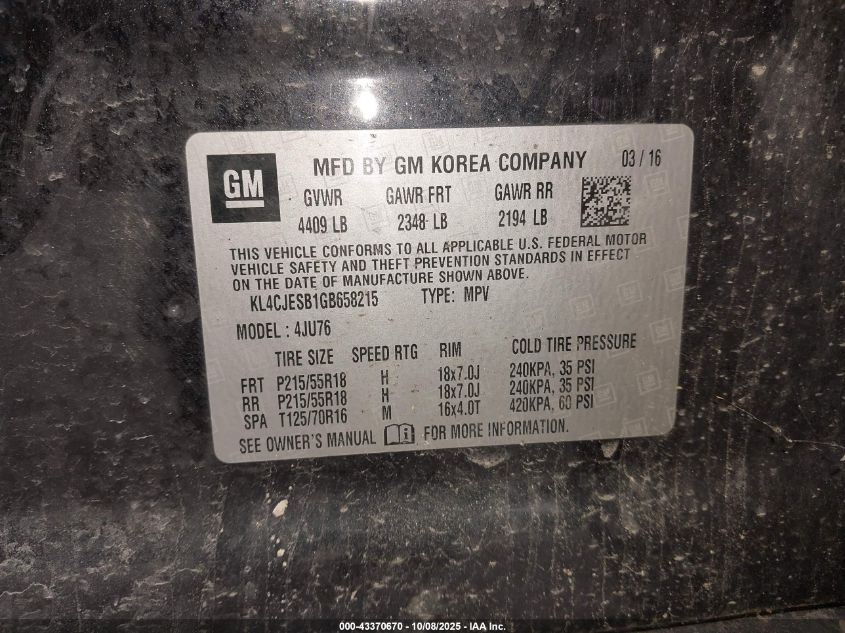 GM
MFD BY GM KOREA COMPANY 03 / 16
GVWR GAWR FRT GAWR RR
4409 LB 2348 LB 2194 LB
THIS VEHICLE CONFORMS TO ALL APPLICABLE U.S. FEDERAL MOTOR
VEHICLE SAFETY AND THEFT PREVENTION STANDARDS IN EFFECT
ON THE DATE OF MANUFACTURE SHOWN ABOVE.
KL4CJESB1GB658215 TYPE: MPV
MODEL : 4JU76
TIRE SIZE SPEED RTG RIM COLD TIRE PRESSURE
FRT P215/55R18 H 18x7.0J 240KPA, 35 PSI
RR P215/55R18 H 18x7.0J 240KPA, 35 PSI
SPA T125/70R16 M 16x4.0T 420KPA, 60 PSI
SEE OWNER'S MANUAL FOR MORE INFORMATION.
000-43370670 - 10/08/2025 - IAA Inc.